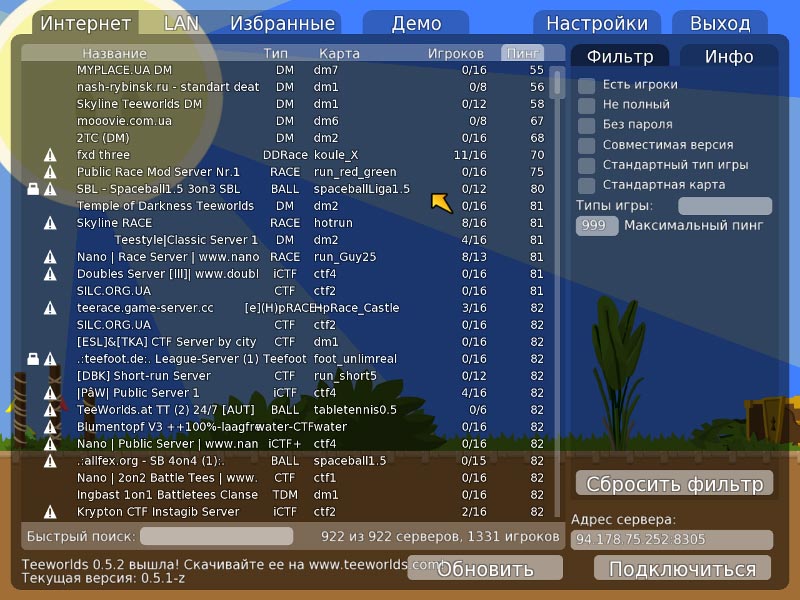 Интернет LAN Избранные Демо Настройки Выход
Название Тип Карта Игроков Пинг
MYPLACE.UA DM DM dm7 0/16 55
nash-rybinsk.ru - standart deat DM dm1 0/8 56
Skyline Teeworlds DM DM dm1 0/12 58
mooovie.com.ua DM dm6 0/8 67
2TC (DM) DM dm2 0/16 68
fxd three DDRace koule_X 11/16 70
Public Race Mod Server Nr.1 RACE run_red_green 0/16 75
SBL - Spaceball1.5 3on3 SBL BALL spaceballLiga1.5 0/12 80
Temple of Darkness Teeworlds DM dm2 0/16 81
Skyline RACE RACE hotrun 8/16 81
Teestyle|Classic Server 1 DM dm2 4/16 81
Nano | Race Server | www.nano RACE run_Guy25 8/13 81
Doubles Server [III]| www.doubl iCTF ctf4 0/16 81
SILC.ORG.UA CTF ctf2 0/16 81
teerace.game-server.cc [e](H)pRACE HpRace_Castle 3/16 82
SILC.ORG.UA CTF ctf2 0/16 82
[ESL]&[TKA] CTF Server by city CTF dm1 0/16 82
.:teefoot.de:. League-Server (1) Teefoot foot_unlimreal 0/16 82
[DBK] Short-run Server CTF run_short5 0/12 82
|PâW| Public Server 1 iCTF ctf4 4/16 82
TeeWorlds.at TT (2) 24/7 [AUT] BALL tabletennis0.5 0/6 82
Blumentopf V3 ++100%-laagfre water-CTF water 0/16 82
Nano | Public Server | www.nan iCTF+ ctf4 0/16 82
.:allfex.org - SB 4on4 (1):. BALL spaceball1.5 0/15 82
Nano | 2on2 Battle Tees | www. CTF ctf1 0/16 82
Ingbast 1on1 Battletees Clanse TDM dm1 0/16 82
Krypton CTF Instagib Server iCTF ctf2 2/16 82
Быстрый поиск: 922 из 922 серверов, 1331 игроков
Teeworlds 0.5.2 вышла! Скачивайте ее на www.teeworlds.com!
Текущая версия: 0.5.1-z
Обновить
Фильтр Инфо
Есть игроки
Не полный
Без пароля
Совместимая версия
Стандартный тип игры
Стандартная карта
Типы игры:
999 Максимальный пинг
Сбросить фильтр
Адрес сервера:
94.178.75.252:8305
Подключиться